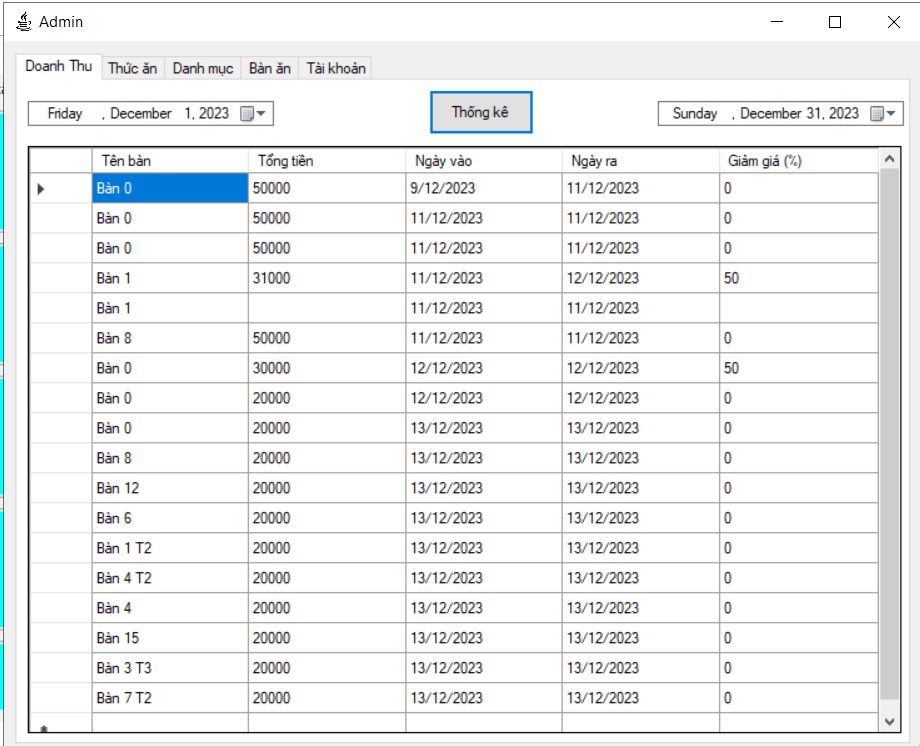 Admin
Doanh Thu Thức ăn Danh mục Bàn ăn Tài khoản
Friday , December 1, 2023 Thống kê Sunday , December 31, 2023
Tên bàn Tổng tiền Ngày vào Ngày ra Giảm giá (%)
Bàn 0 50000 9/12/2023 11/12/2023 0
Bàn 0 50000 11/12/2023 11/12/2023 0
Bàn 0 50000 11/12/2023 11/12/2023 0
Bàn 1 31000 11/12/2023 12/12/2023 50
Bàn 1 11/12/2023 11/12/2023
Bàn 8 50000 11/12/2023 11/12/2023 0
Bàn 0 30000 12/12/2023 12/12/2023 50
Bàn 0 20000 12/12/2023 12/12/2023 0
Bàn 0 20000 13/12/2023 13/12/2023 0
Bàn 8 20000 13/12/2023 13/12/2023 0
Bàn 12 20000 13/12/2023 13/12/2023 0
Bàn 6 20000 13/12/2023 13/12/2023 0
Bàn 1 T2 20000 13/12/2023 13/12/2023 0
Bàn 4 T2 20000 13/12/2023 13/12/2023 0
Bàn 4 20000 13/12/2023 13/12/2023 0
Bàn 15 20000 13/12/2023 13/12/2023 0
Bàn 3 T3 20000 13/12/2023 13/12/2023 0
Bàn 7 T2 20000 13/12/2023 13/12/2023 0